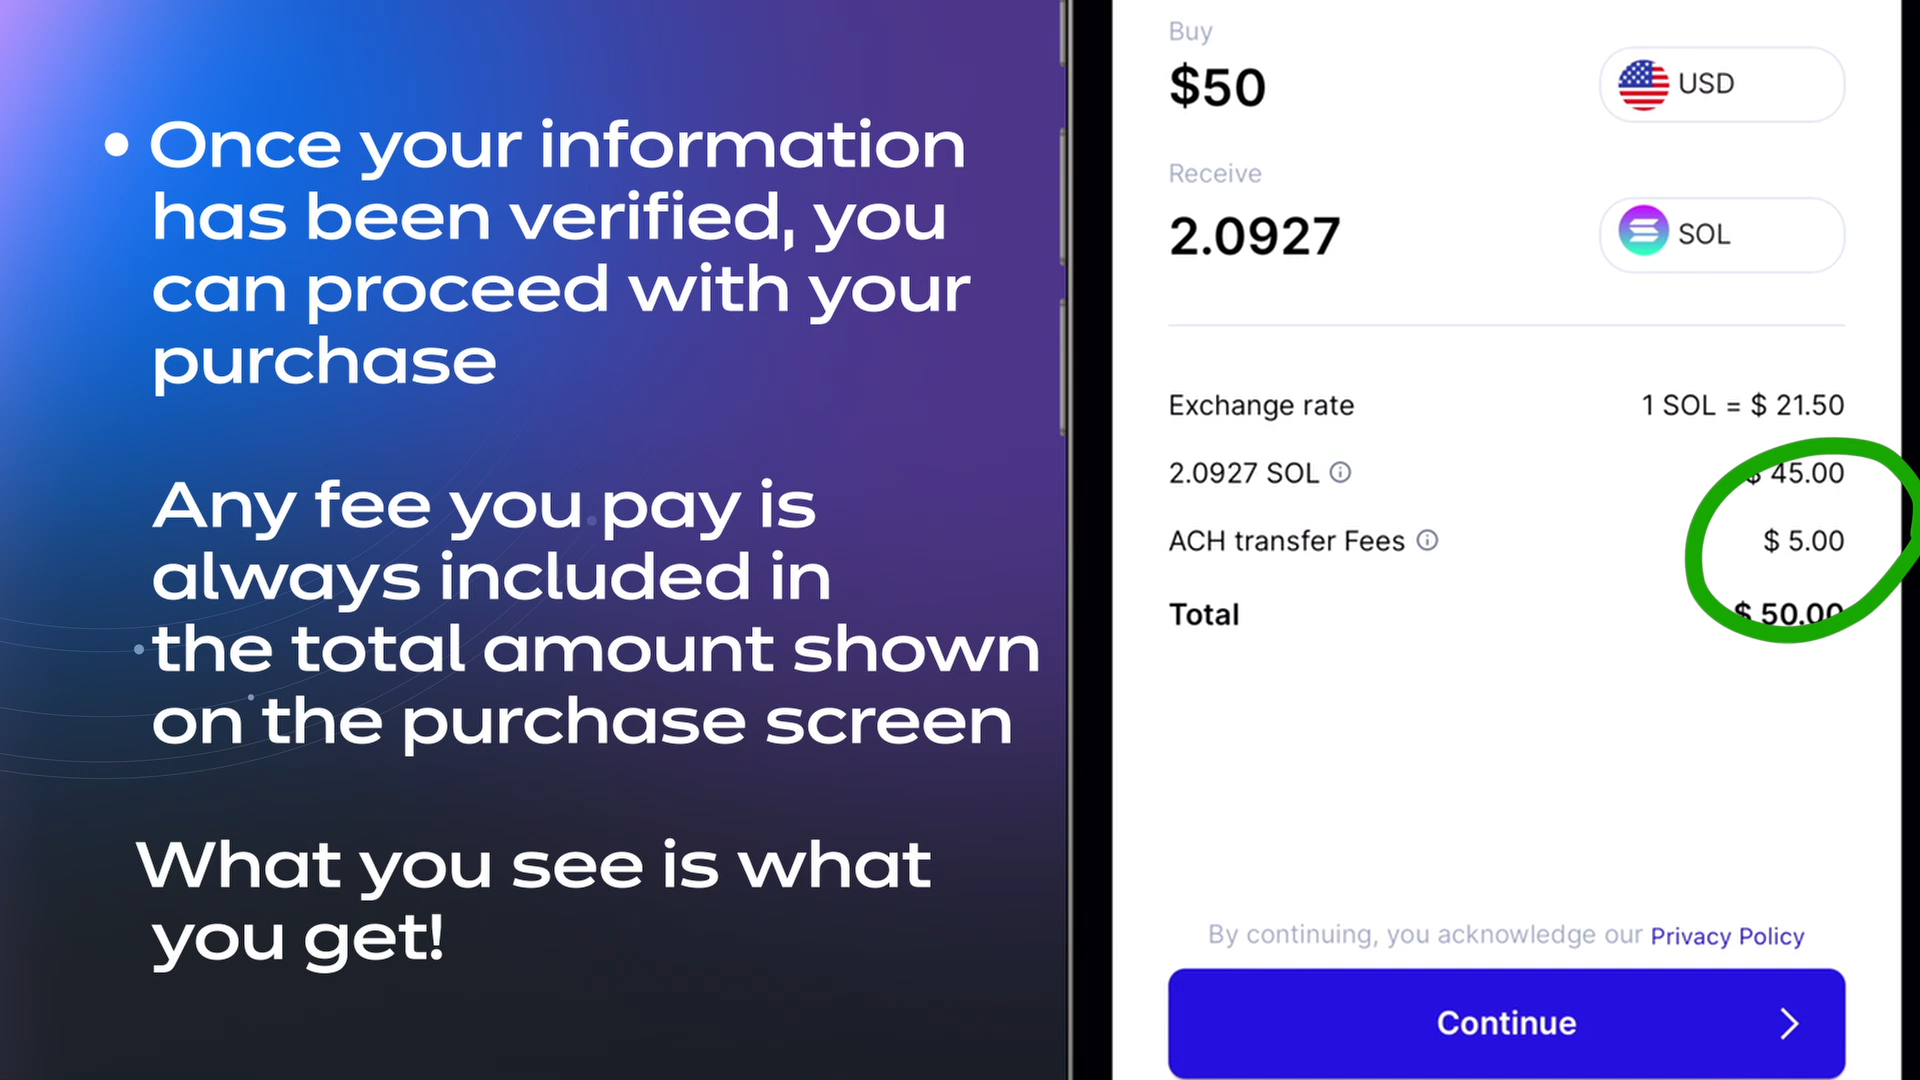 • Once your information
has been verified, you
can proceed with your
purchase
Any fee you pay is
always included in
the total amount shown
on the purchase screen
What you see is what
you get!
Buy
$50
USD
Receive
2.0927
SOL
Exchange rate
1 SOL = $ 21.50
2.0927 SOL
$ 45.00
ACH transfer Fees
$ 5.00
Total
$ 50.00
By continuing, you acknowledge our Privacy Policy
Continue